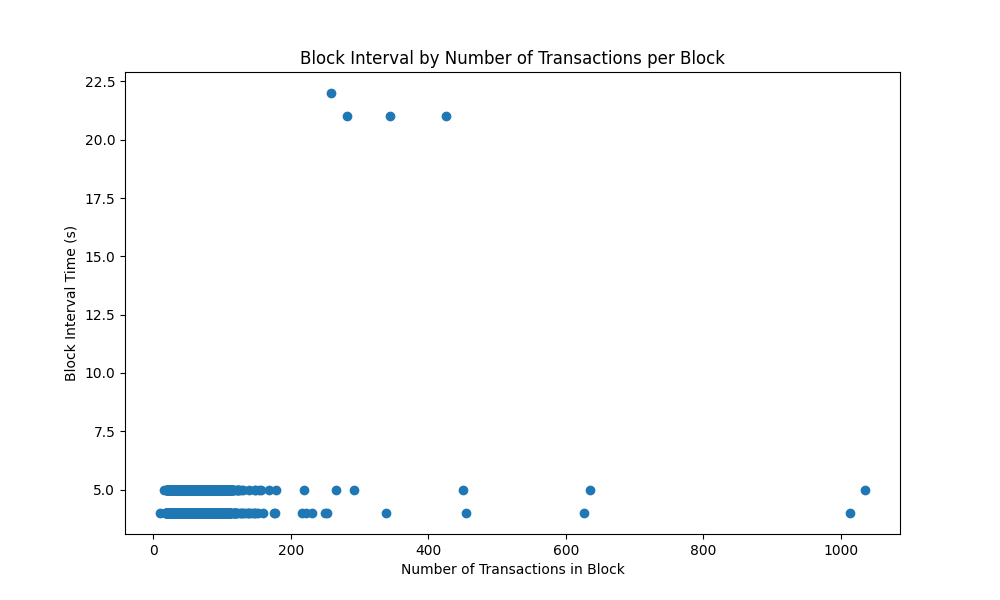 Block Interval by Number of Transactions per Block
22.5
20.0
17.5
15.0
12.5
10.0
7.5
5.0
Block Interval Time (s)
0 200 400 600 800 1000
Number of Transactions in Block